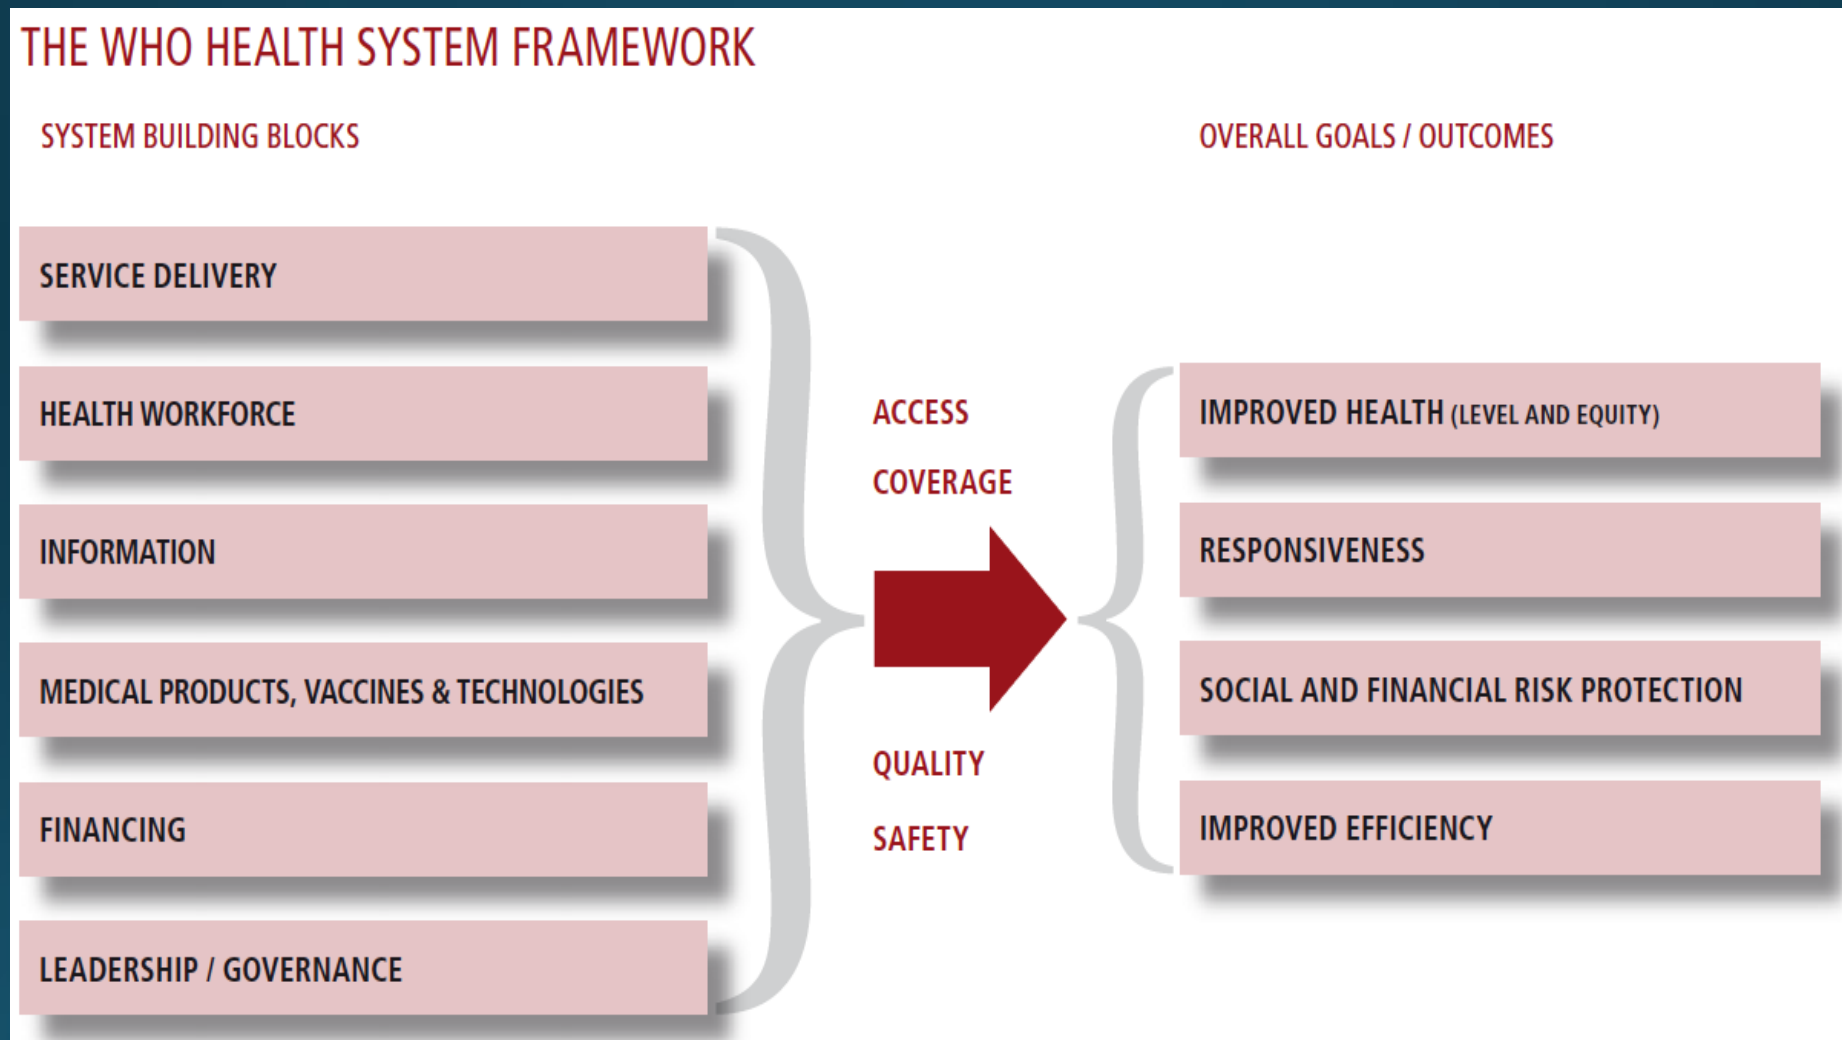 THE WHO HEALTH SYSTEM FRAMEWORK
SYSTEM BUILDING BLOCKS
OVERALL GOALS / OUTCOMES
SERVICE DELIVERY
HEALTH WORKFORCE
INFORMATION
MEDICAL PRODUCTS, VACCINES & TECHNOLOGIES
FINANCING
LEADERSHIP / GOVERNANCE
ACCESS
COVERAGE
QUALITY
SAFETY
IMPROVED HEALTH (LEVEL AND EQUITY)
RESPONSIVENESS
SOCIAL AND FINANCIAL RISK PROTECTION
IMPROVED EFFICIENCY